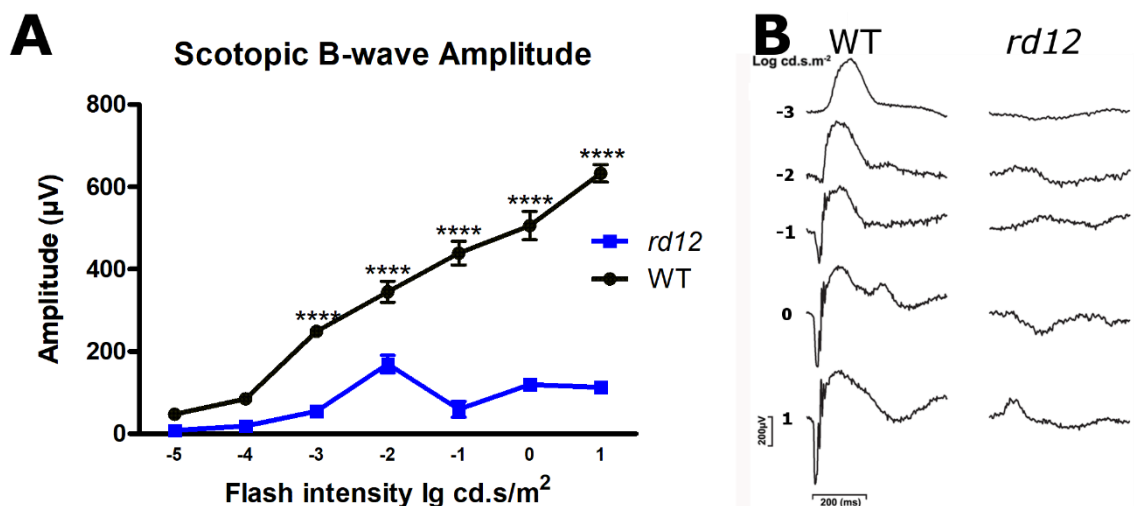 A
Scotopic B-wave Amplitude
800
600
400
200
0
Amplitude (µV)
****
****
****
****
****
rd12
WT
-5 -4 -3 -2 -1 0 1
Flash intensity lg cd.s/m²
B
WT rd12
Log cd.s.m⁻²
-3
-2
-1
0
1
200µV
200 (ms)